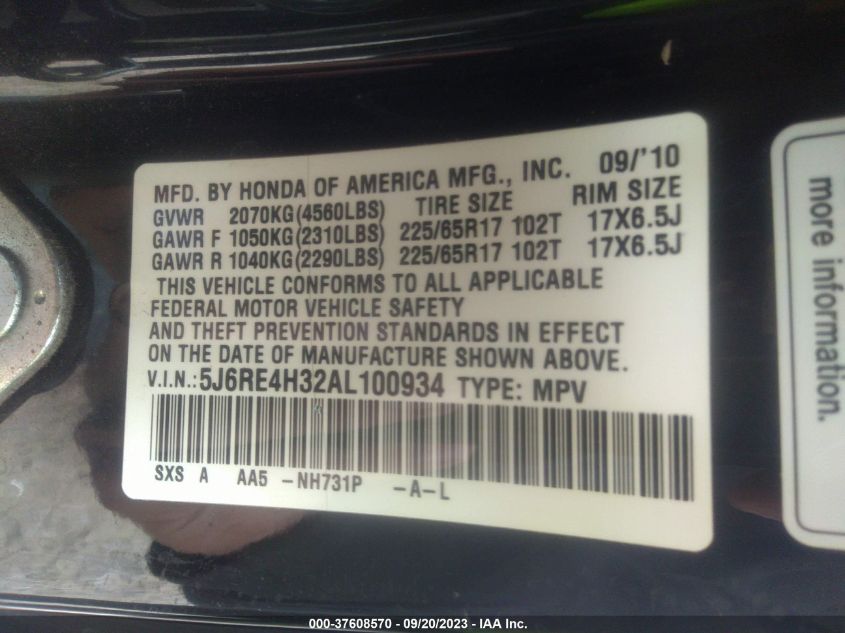 MFD. BY HONDA OF AMERICA MFG., INC. 09/'10
GVWR 2070KG(4560LBS) TIRE SIZE RIM SIZE
GAWR F 1050KG(2310LBS) 225/65R17 102T 17X6.5J
GAWR R 1040KG(2290LBS) 225/65R17 102T 17X6.5J
THIS VEHICLE CONFORMS TO ALL APPLICABLE
FEDERAL MOTOR VEHICLE SAFETY
AND THEFT PREVENTION STANDARDS IN EFFECT
ON THE DATE OF MANUFACTURE SHOWN ABOVE.
V.I.N.:5J6RE4H32AL100934 TYPE: MPV
SXS A AA5 -NH731P -A-L
more information.
000-37608570 / 09/20/2023 - IAA Inc.